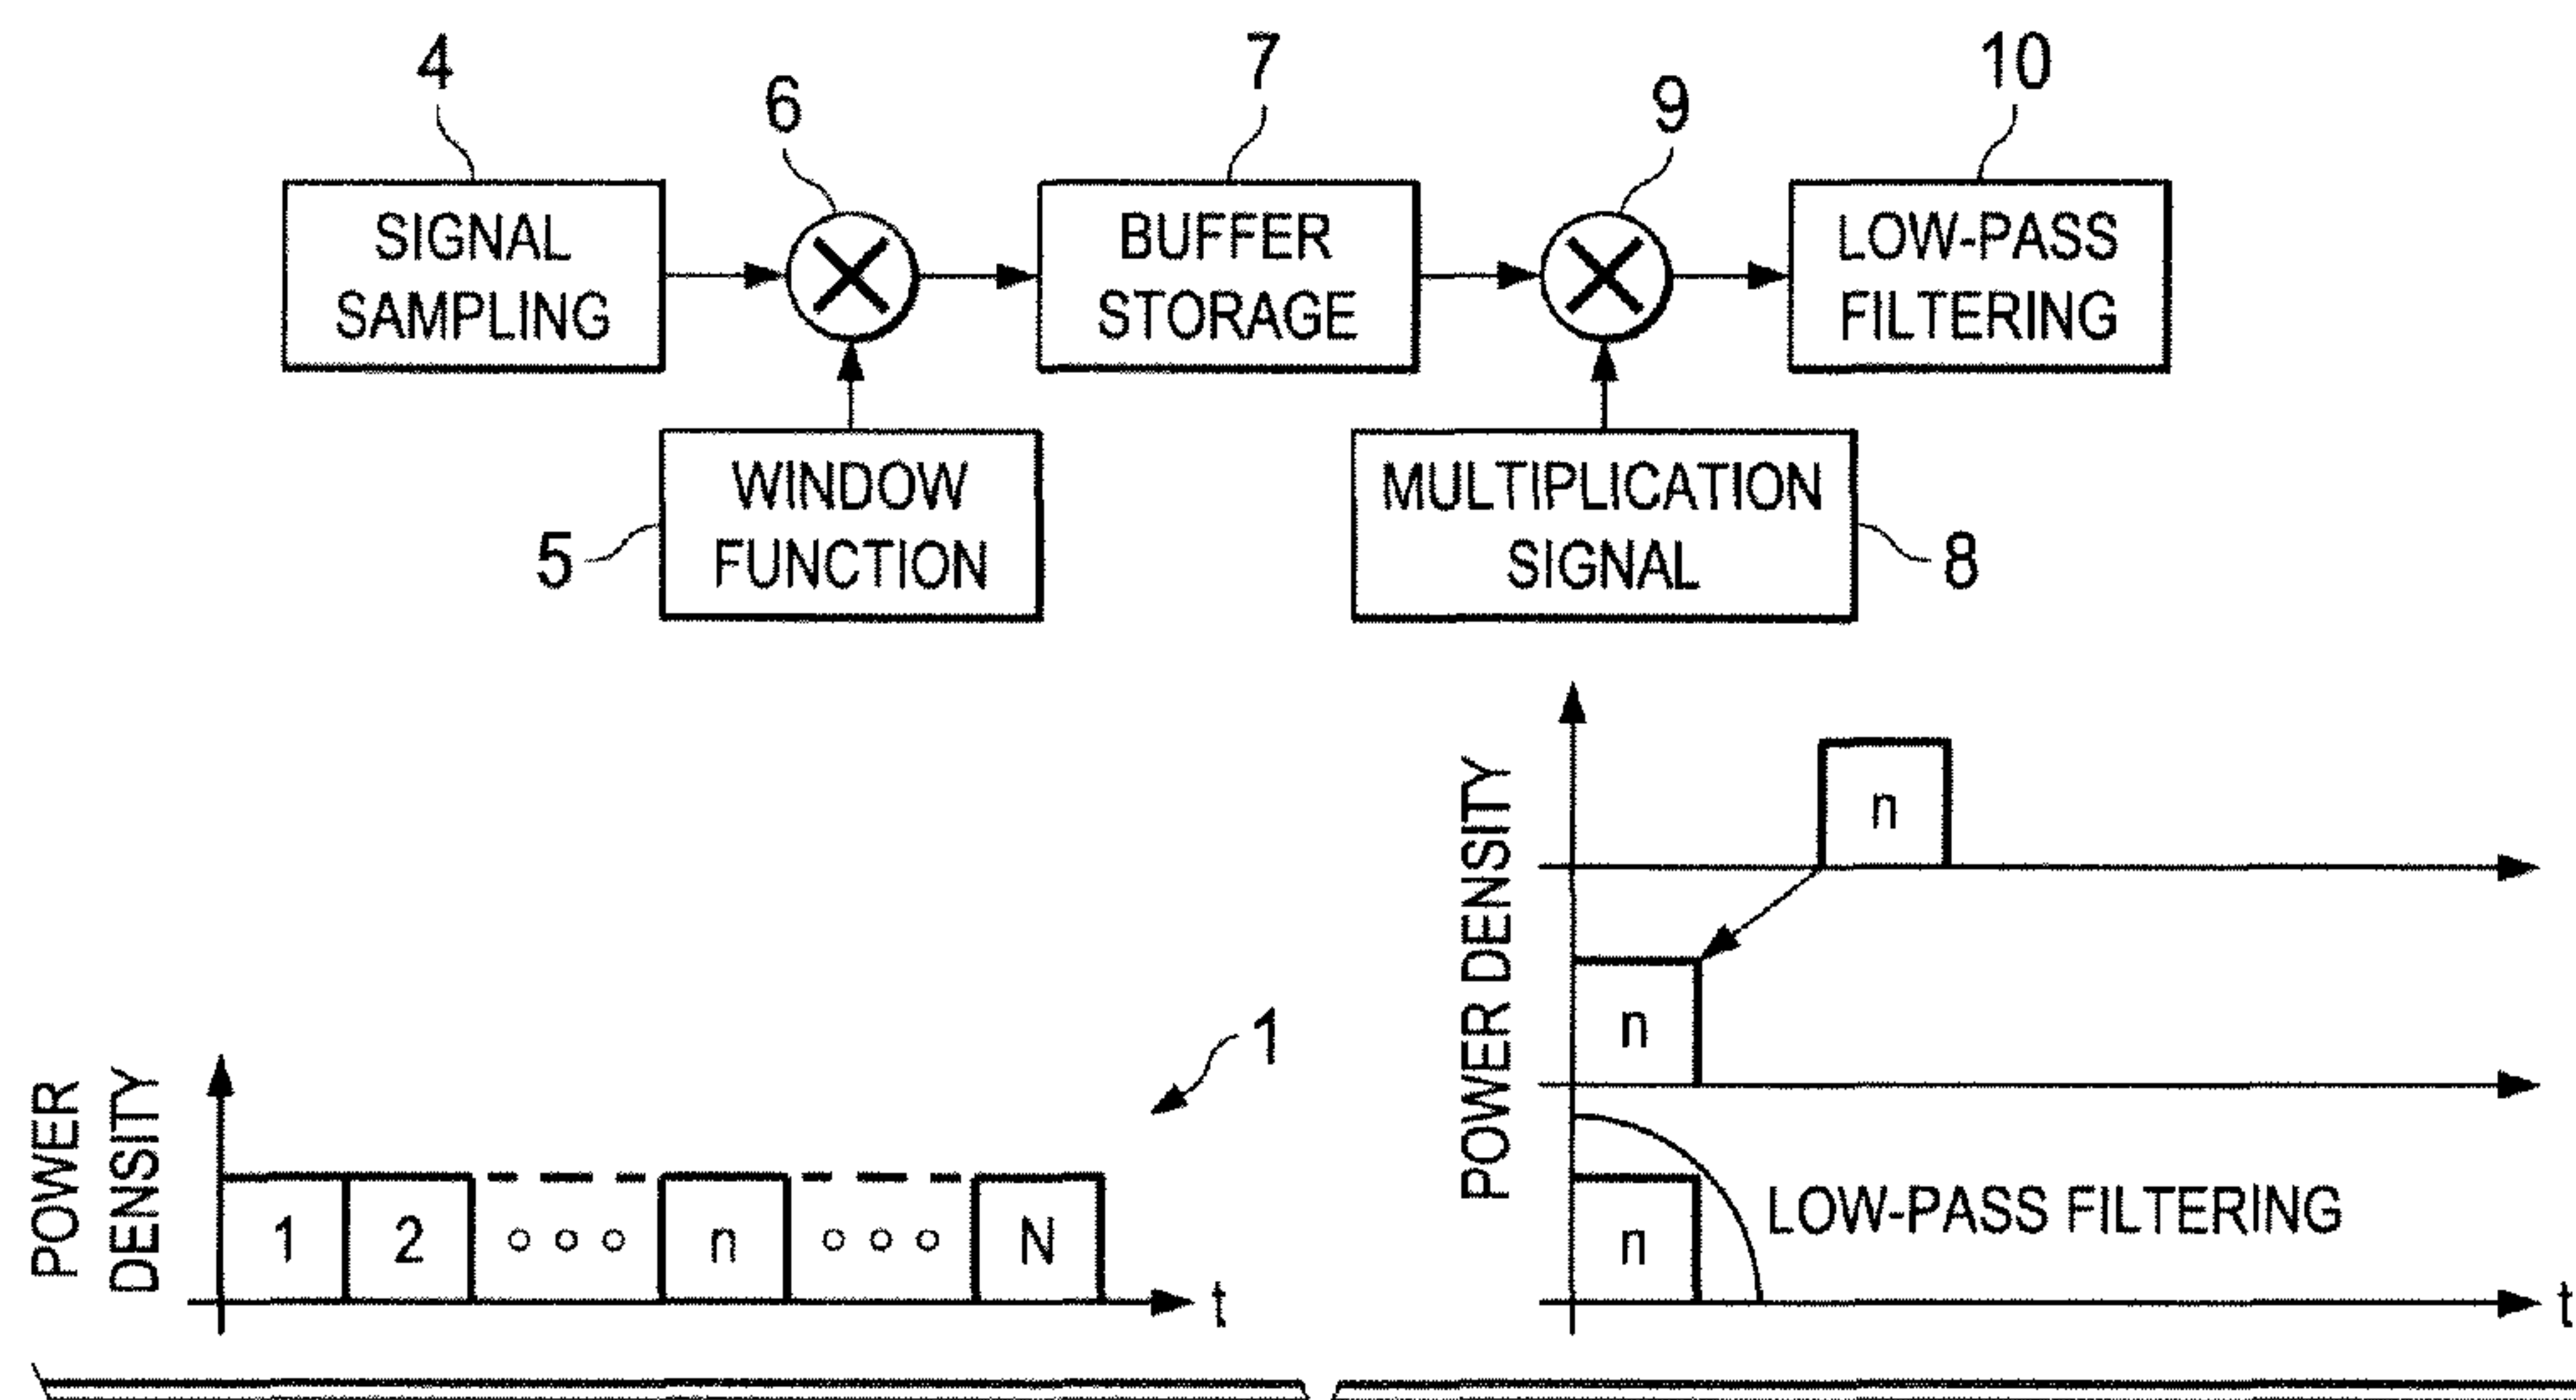 4
6
7
9
10
SIGNAL
SAMPLING
BUFFER
STORAGE
LOW-PASS
FILTERING
WINDOW
FUNCTION
5
MULTIPLICATION
SIGNAL
8
POWER
DENSITY
1 2 n N
t
1
POWER DENSITY
n
n
n
LOW-PASS FILTERING
t